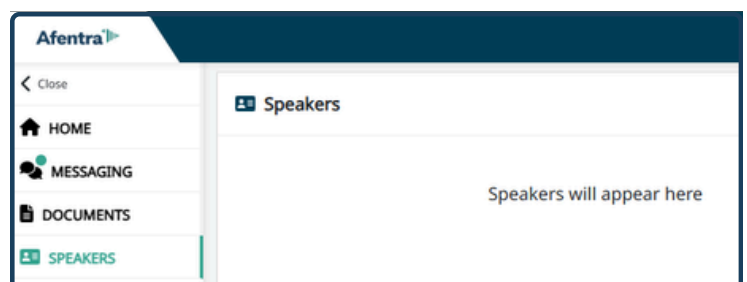 Afentra
Close
HOME
MESSAGING
DOCUMENTS
SPEAKERS
Speakers
Speakers will appear here